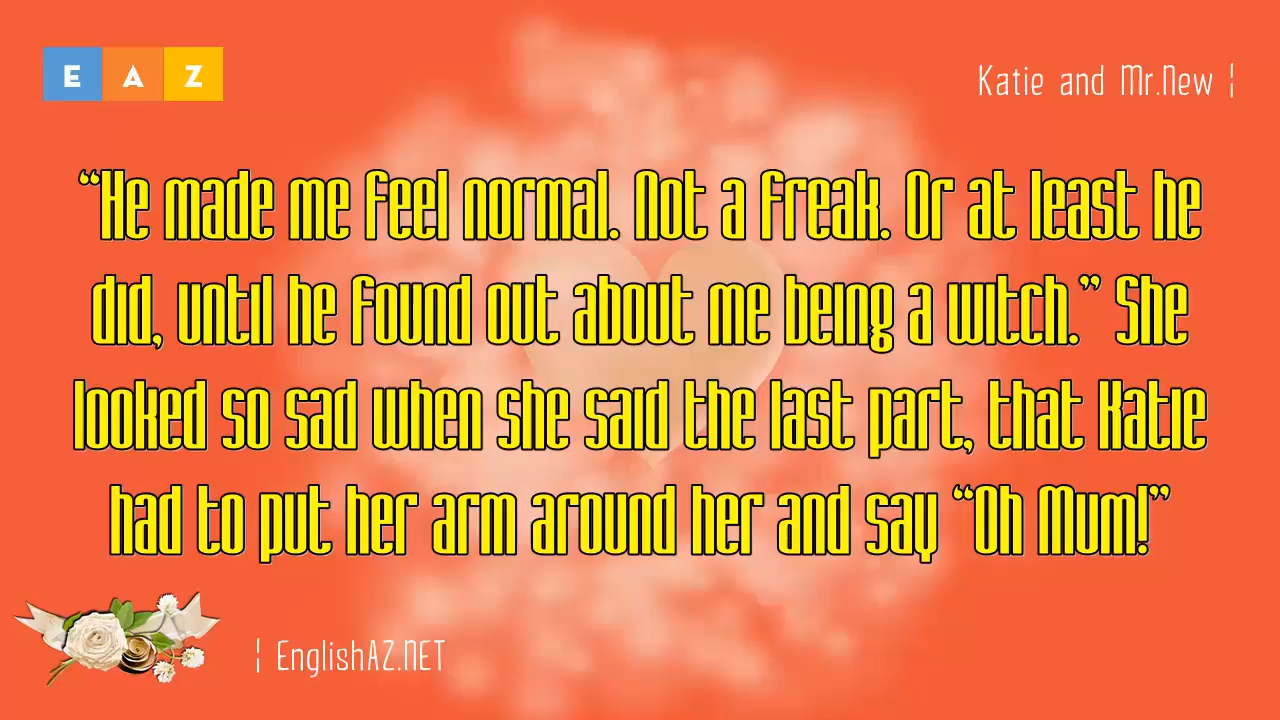 E A Z
Katie and Mr.New ¦
“He made me feel normal. Not a freak. Or at least he
did, until he found out about me being a witch.” She
looked so sad when she said the last part, that Katie
had to put her arm around her and say “Oh Mum!”
¦ EnglishAZ.NET